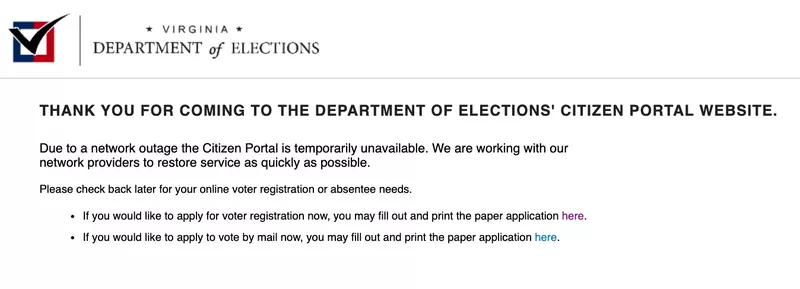 ★ VIRGINIA ★
DEPARTMENT of ELECTIONS
THANK YOU FOR COMING TO THE DEPARTMENT OF ELECTIONS' CITIZEN PORTAL WEBSITE.
Due to a network outage the Citizen Portal is temporarily unavailable. We are working with our
network providers to restore service as quickly as possible.
Please check back later for your online voter registration or absentee needs.
• If you would like to apply for voter registration now, you may fill out and print the paper application here.
• If you would like to apply to vote by mail now, you may fill out and print the paper application here.